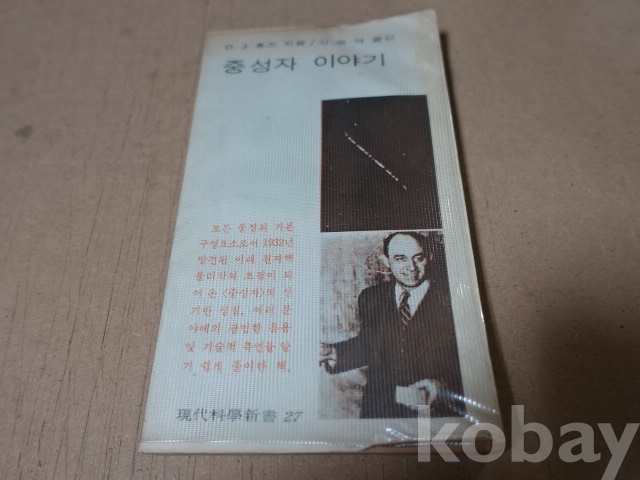 D. J. 휴즈 지음 /
중성자 이야기
모든 물질의 기본
구성요소로서 1932년
발견된 이래 원자핵
물리학의 초점이 되
어 온 〈중성자〉의 신
기한 성질, 여러 분
야에의 광범한 응용
및 기술적 측면을 알
기 쉽게 풀이한 책.
現代科學新書 27
kobay